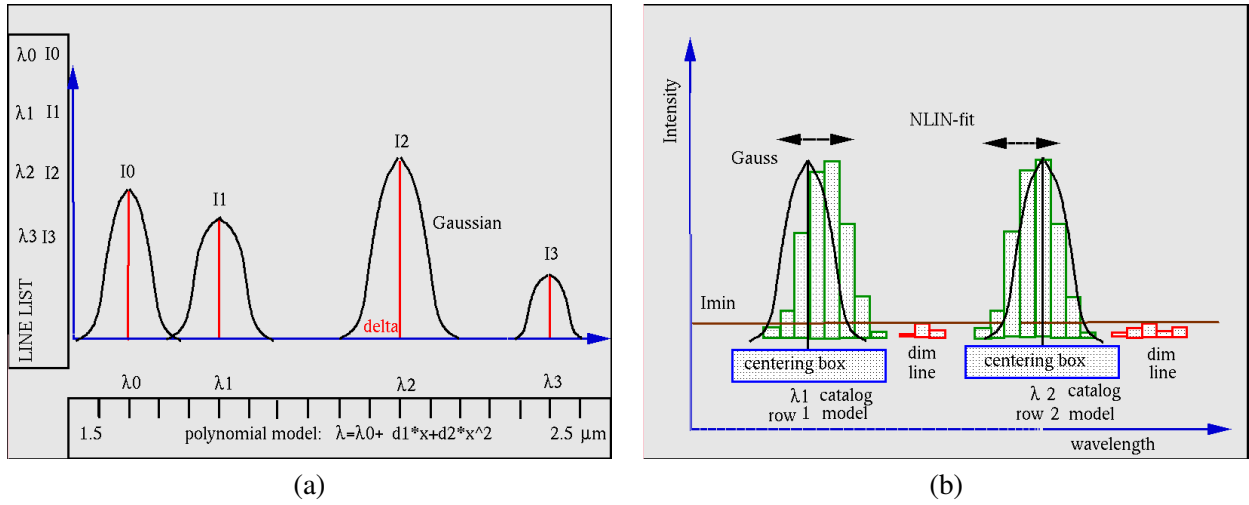 λ0 I0
λ1 I1
λ2 I2
λ3 I3
LINE LIST
I0
I1
I2
I3
Gaussian
delta
λ0
λ1
λ2
λ3
1.5
polynomial model: λ=λ0+ d1*x+d2*x^2
2.5 μm
(a)
Intensity
NLIN-fit
Gauss
Imin
centering box
dim
line
centering box
dim
line
λ1 catalog
row 1 model
λ 2 catalog
row 2 model
wavelength
(b)